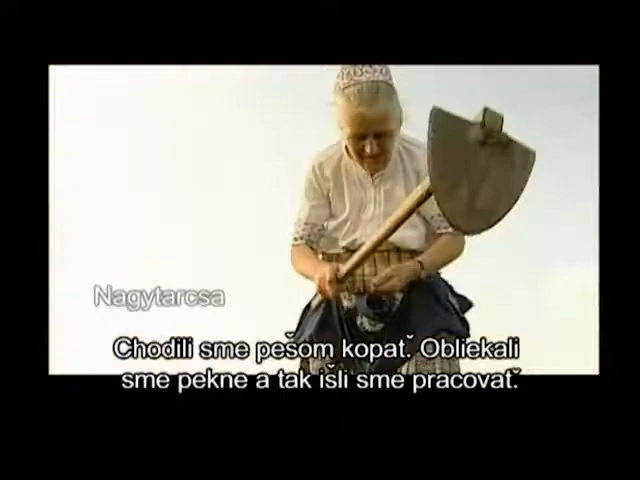 Nagytarcsa
Chodili sme pešom kopať. Obliekali
sme pekne a tak išli sme pracovať.